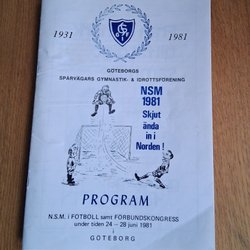 1931 1981
GÖTEBORGS
SPÅRVÄGARS GYMNASTIK- & IDROTTSFÖRENING
NSM
1981
Skjut
ända
in i
Norden!
PROGRAM
N.S.M. i FOTBOLL samt FÖRBUNDSKONGRESS
under tiden 24 — 28 juni 1981
i
GÖTEBORG